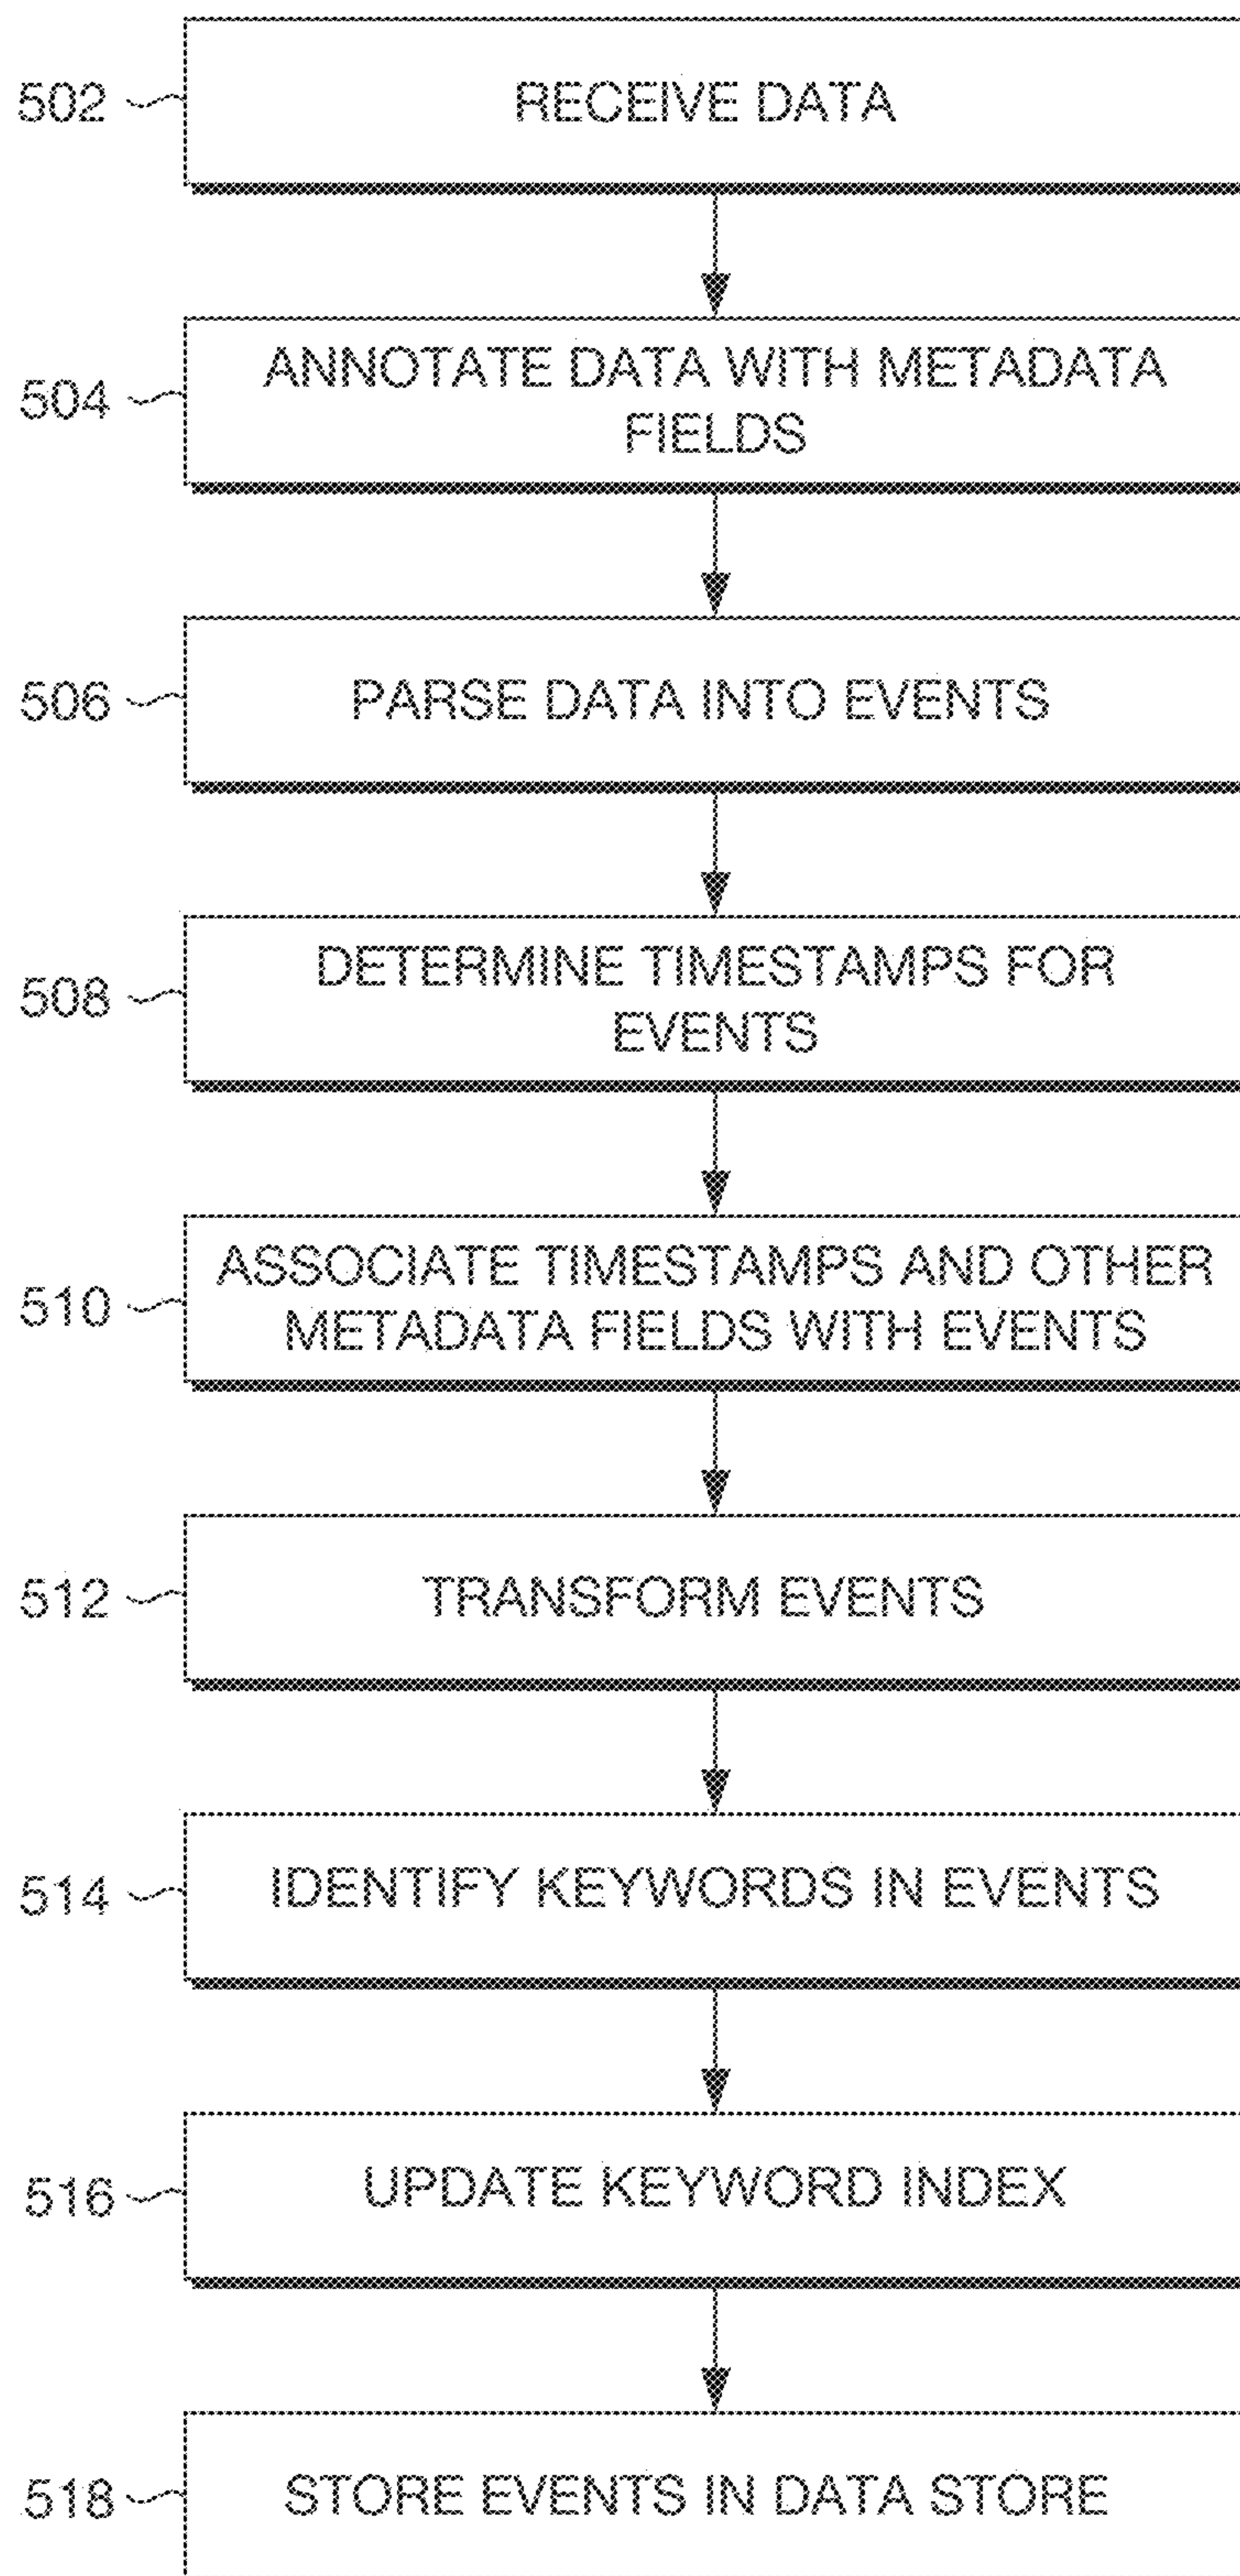 502
RECEIVE DATA
504
ANNOTATE DATA WITH METADATA
FIELDS
506
PARSE DATA INTO EVENTS
508
DETERMINE TIMESTAMPS FOR
EVENTS
510
ASSOCIATE TIMESTAMPS AND OTHER
METADATA FIELDS WITH EVENTS
512
TRANSFORM EVENTS
514
IDENTIFY KEYWORDS IN EVENTS
516
UPDATE KEYWORD INDEX
518
STORE EVENTS IN DATA STORE